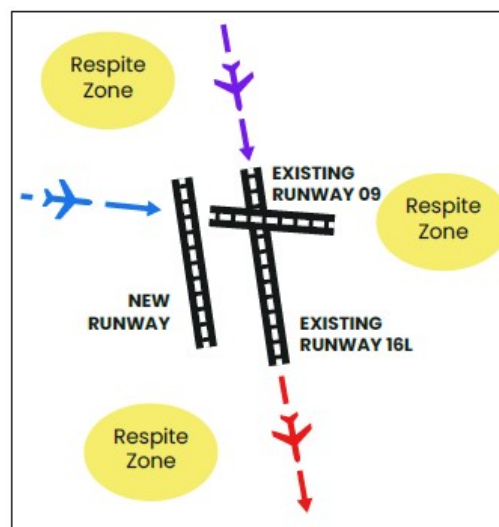 Respite
Zone
EXISTING
RUNWAY 09
Respite
Zone
NEW
RUNWAY
EXISTING
RUNWAY 16L
Respite
Zone